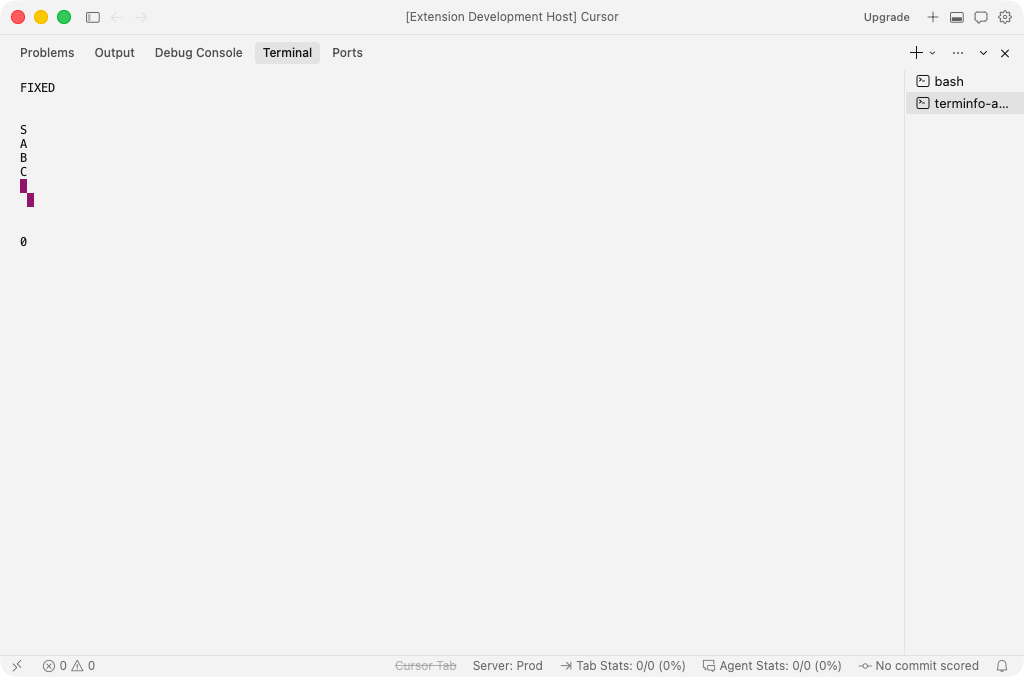 [Extension Development Host] Cursor
Upgrade
Problems Output Debug Console Terminal Ports
bash
terminfo-a...
FIXED
S
A
B
C
0
0 0
Cursor Tab Server: Prod Tab Stats: 0/0 (0%) Agent Stats: 0/0 (0%) No commit scored